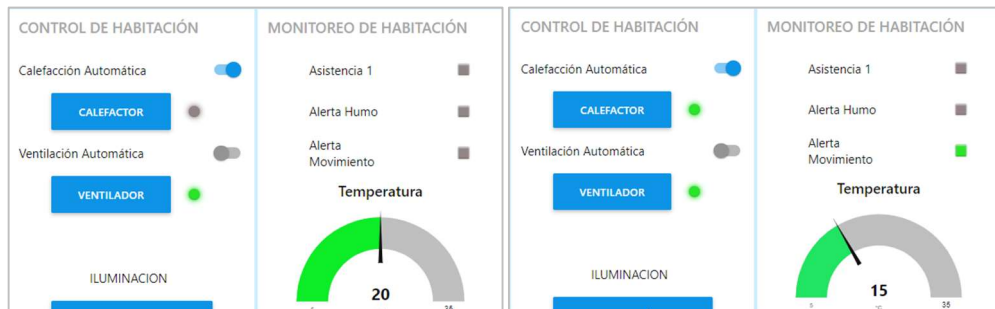 CONTROL DE HABITACIÓN
Calefacción Automática
CALEFACTOR
Ventilación Automática
VENTILADOR
ILUMINACION
MONITOREO DE HABITACIÓN
Asistencia 1
Alerta Humo
Alerta
Movimiento
Temperatura
20
35
CONTROL DE HABITACIÓN
Calefacción Automática
CALEFACTOR
Ventilación Automática
VENTILADOR
ILUMINACION
MONITOREO DE HABITACIÓN
Asistencia 1
Alerta Humo
Alerta
Movimiento
Temperatura
15
5
35